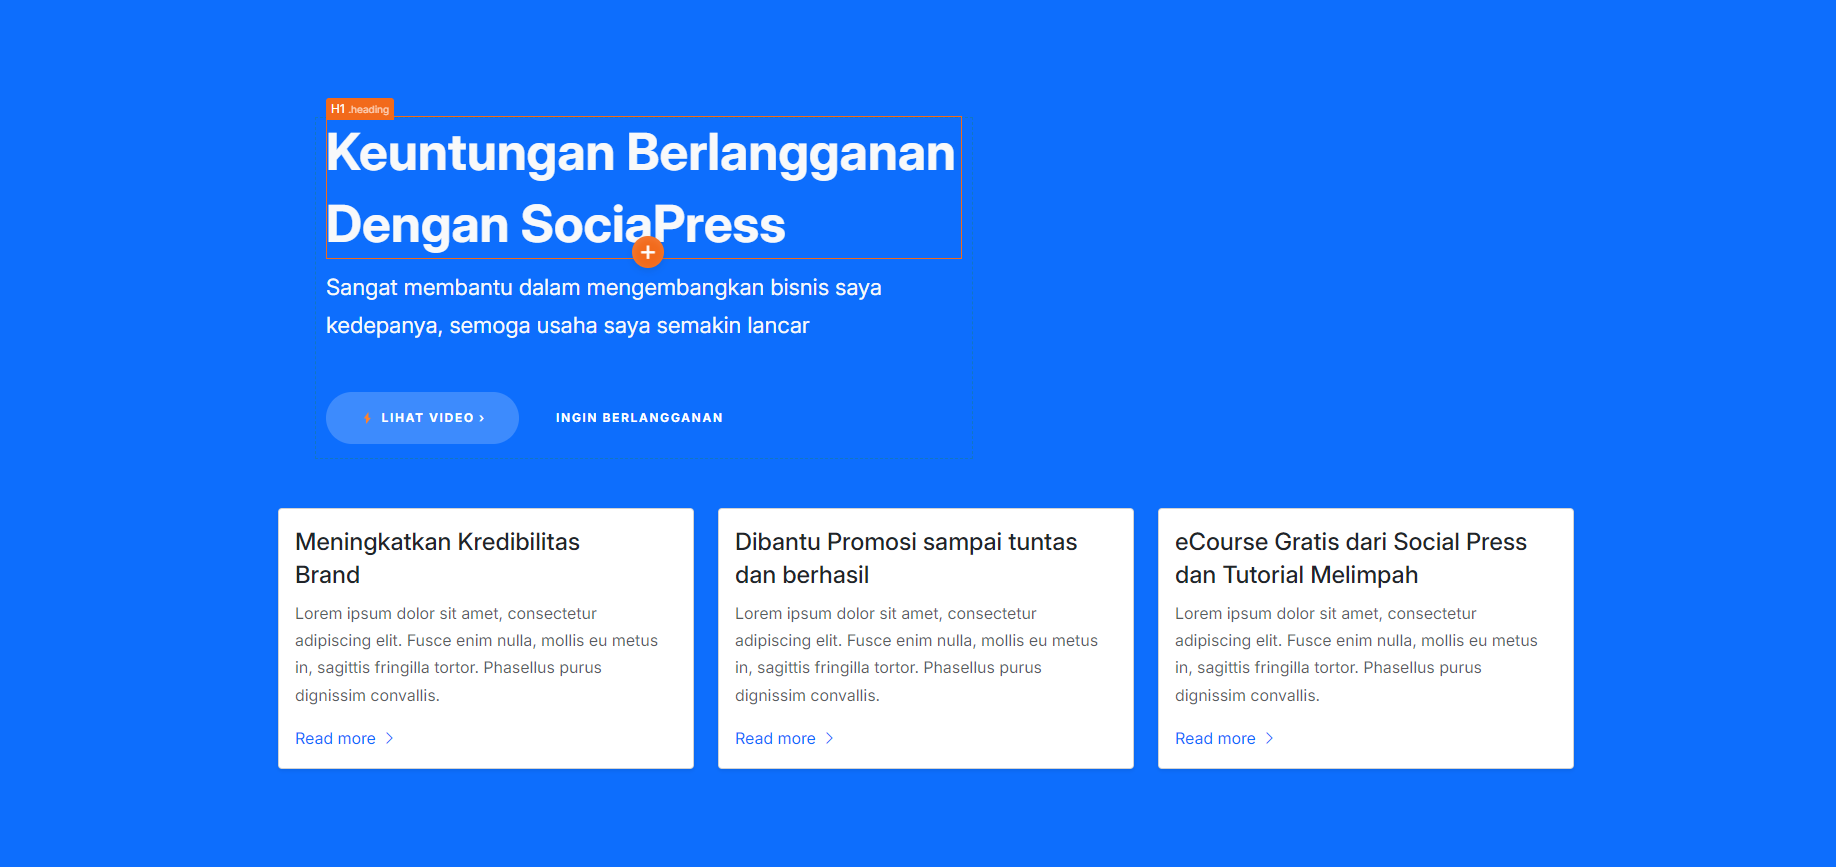 H1 .heading
Keuntungan Berlangganan
Dengan SociaPress
Sangat membantu dalam mengembangkan bisnis saya
kedepanya, semoga usaha saya semakin lancar
LIHAT VIDEO ›
INGIN BERLANGGANAN
Meningkatkan Kredibilitas
Brand
Lorem ipsum dolor sit amet, consectetur
adipiscing elit. Fusce enim nulla, mollis eu metus
in, sagittis fringilla tortor. Phasellus purus
dignissim convallis.
Read more
Dibantu Promosi sampai tuntas
dan berhasil
Lorem ipsum dolor sit amet, consectetur
adipiscing elit. Fusce enim nulla, mollis eu metus
in, sagittis fringilla tortor. Phasellus purus
dignissim convallis.
Read more
eCourse Gratis dari Social Press
dan Tutorial Melimpah
Lorem ipsum dolor sit amet, consectetur
adipiscing elit. Fusce enim nulla, mollis eu metus
in, sagittis fringilla tortor. Phasellus purus
dignissim convallis.
Read more